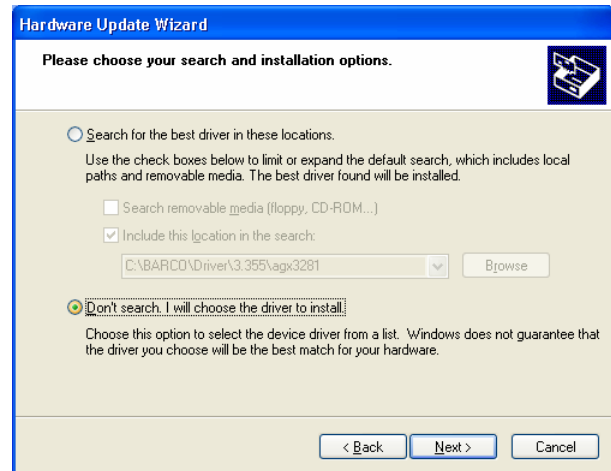 Hardware Update Wizard
Please choose your search and installation options.
Search for the best driver in these locations.
Use the check boxes below to limit or expand the default search, which includes local
paths and removable media. The best driver found will be installed.
Search removable media (floppy, CD-ROM...)
Include this location in the search:
C:\BARCO\Driver\3.355\agx3281
Browse
Don't search. I will choose the driver to install.
Choose this option to select the device driver from a list. Windows does not guarantee that
the driver you choose will be the best match for your hardware.
< Back Next > Cancel